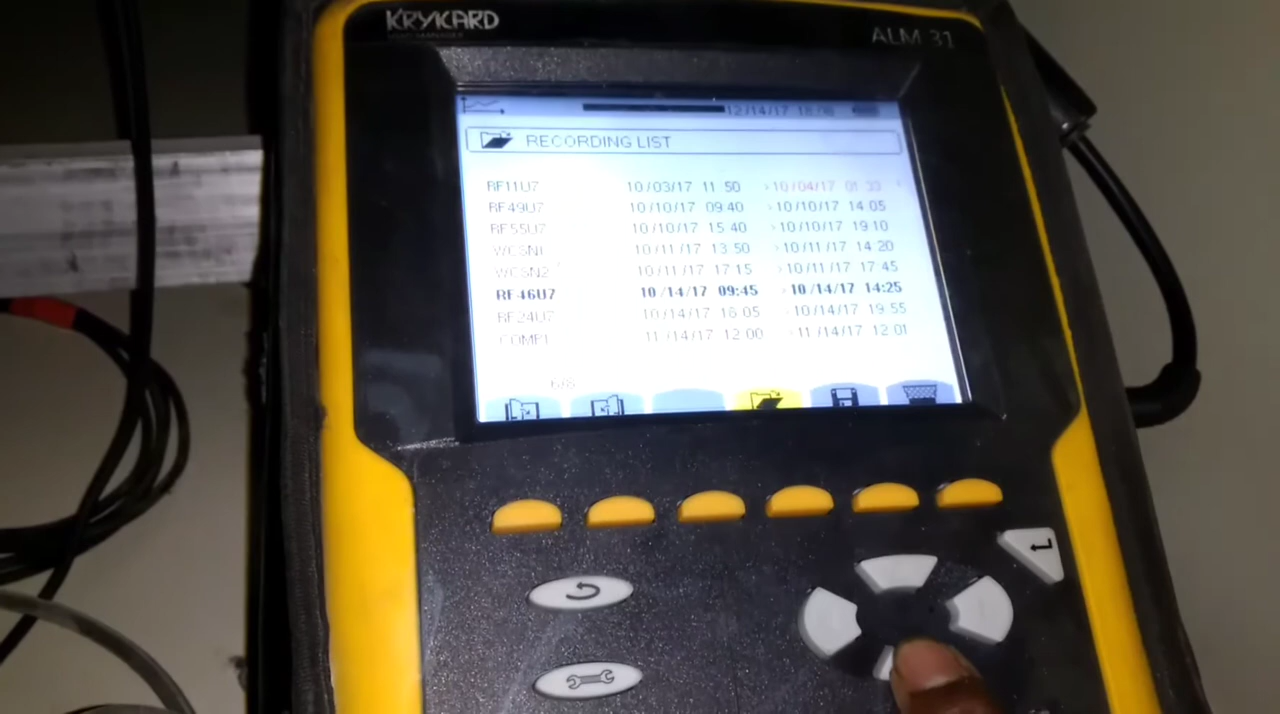 KRYKARD
ALM 31
12/14/17 18:08
RECORDING LIST
RF11U7 10/03/17 11:50 >10/04/17 01:33
RF49U7 10/10/17 09:40 >10/10/17 14:05
RF55U7 10/10/17 15:40 >10/10/17 19:10
WCSN1 10/11/17 13:50 >10/11/17 14:20
WCSN2 10/11/17 17:15 >10/11/17 17:45
RF46U7 10/14/17 09:45 >10/14/17 14:25
RF24U7 10/14/17 16:05 >10/14/17 19:55
11/14/17 12:00 >11/14/17 12:01